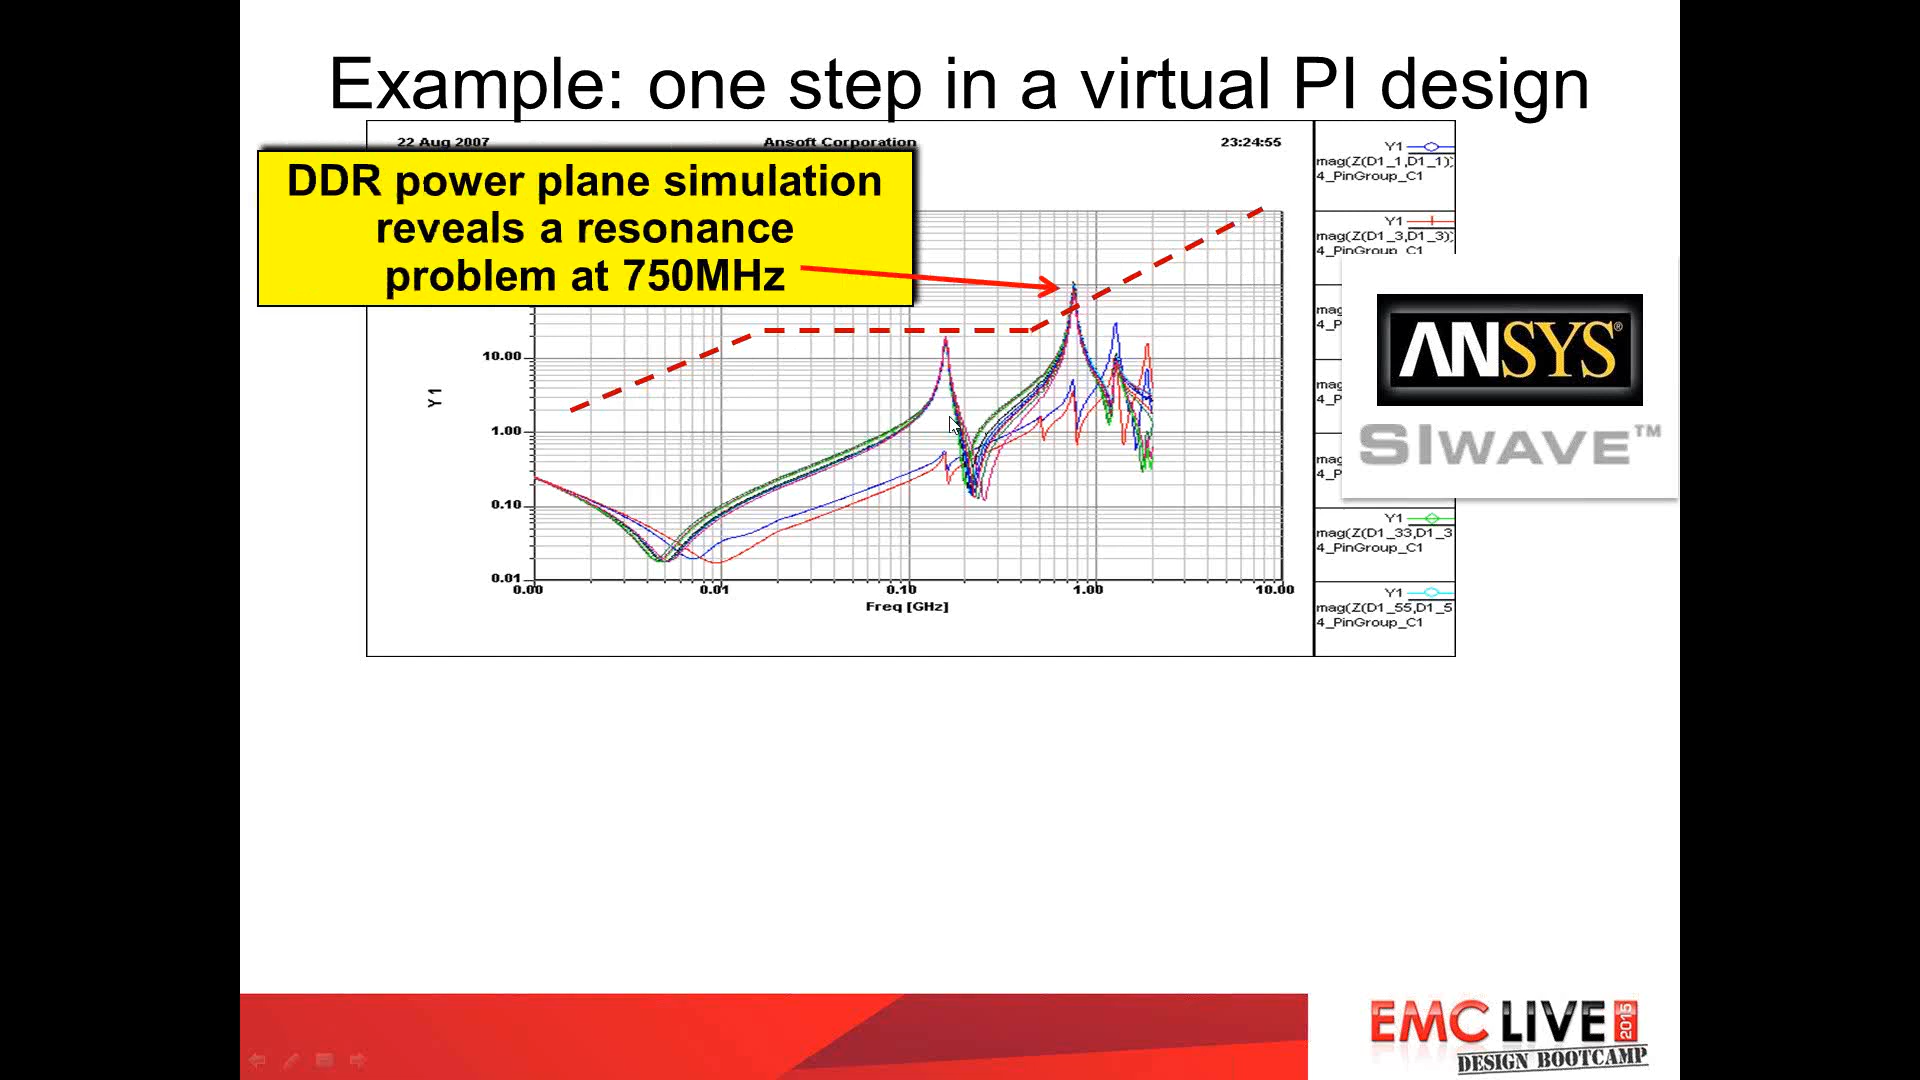 Example: one step in a virtual PI design
22 Aug 2007 Ansoft Corporation 23:24:55
DDR power plane simulation
reveals a resonance
problem at 750MHz
Y1
10.00
1.00
0.10
0.01
0.00 0.01 0.10 1.00 10.00
Freq [GHz]
Y1
mag(Z(D1_1,D1_1))
4_PinGroup_C1
Y1
mag(Z(D1_3,D1_3))
4_PinGroup_C1
mag
4_P
mag
4_P
mag
4_P
Y1
mag(Z(D1_33,D1_3
4_PinGroup_C1
Y1
mag(Z(D1_55,D1_5
4_PinGroup_C1
ANSYS®
SIWAVE™
EMC LIVE 2015
DESIGN BOOTCAMP